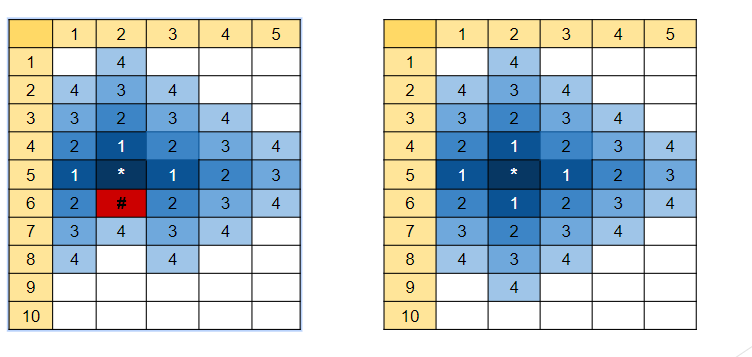 1 2 3 4 5
1 4
2 4 3 4
3 3 2 3 4
4 2 1 2 3 4
5 1 * 1 2 3
6 2 # 2 3 4
7 3 4 3 4
8 4 4
9
10
1 2 3 4 5
1 4
2 4 3 4
3 3 2 3 4
4 2 1 2 3 4
5 1 * 1 2 3
6 2 1 2 3 4
7 3 2 3 4
8 4 3 4
9 4
10